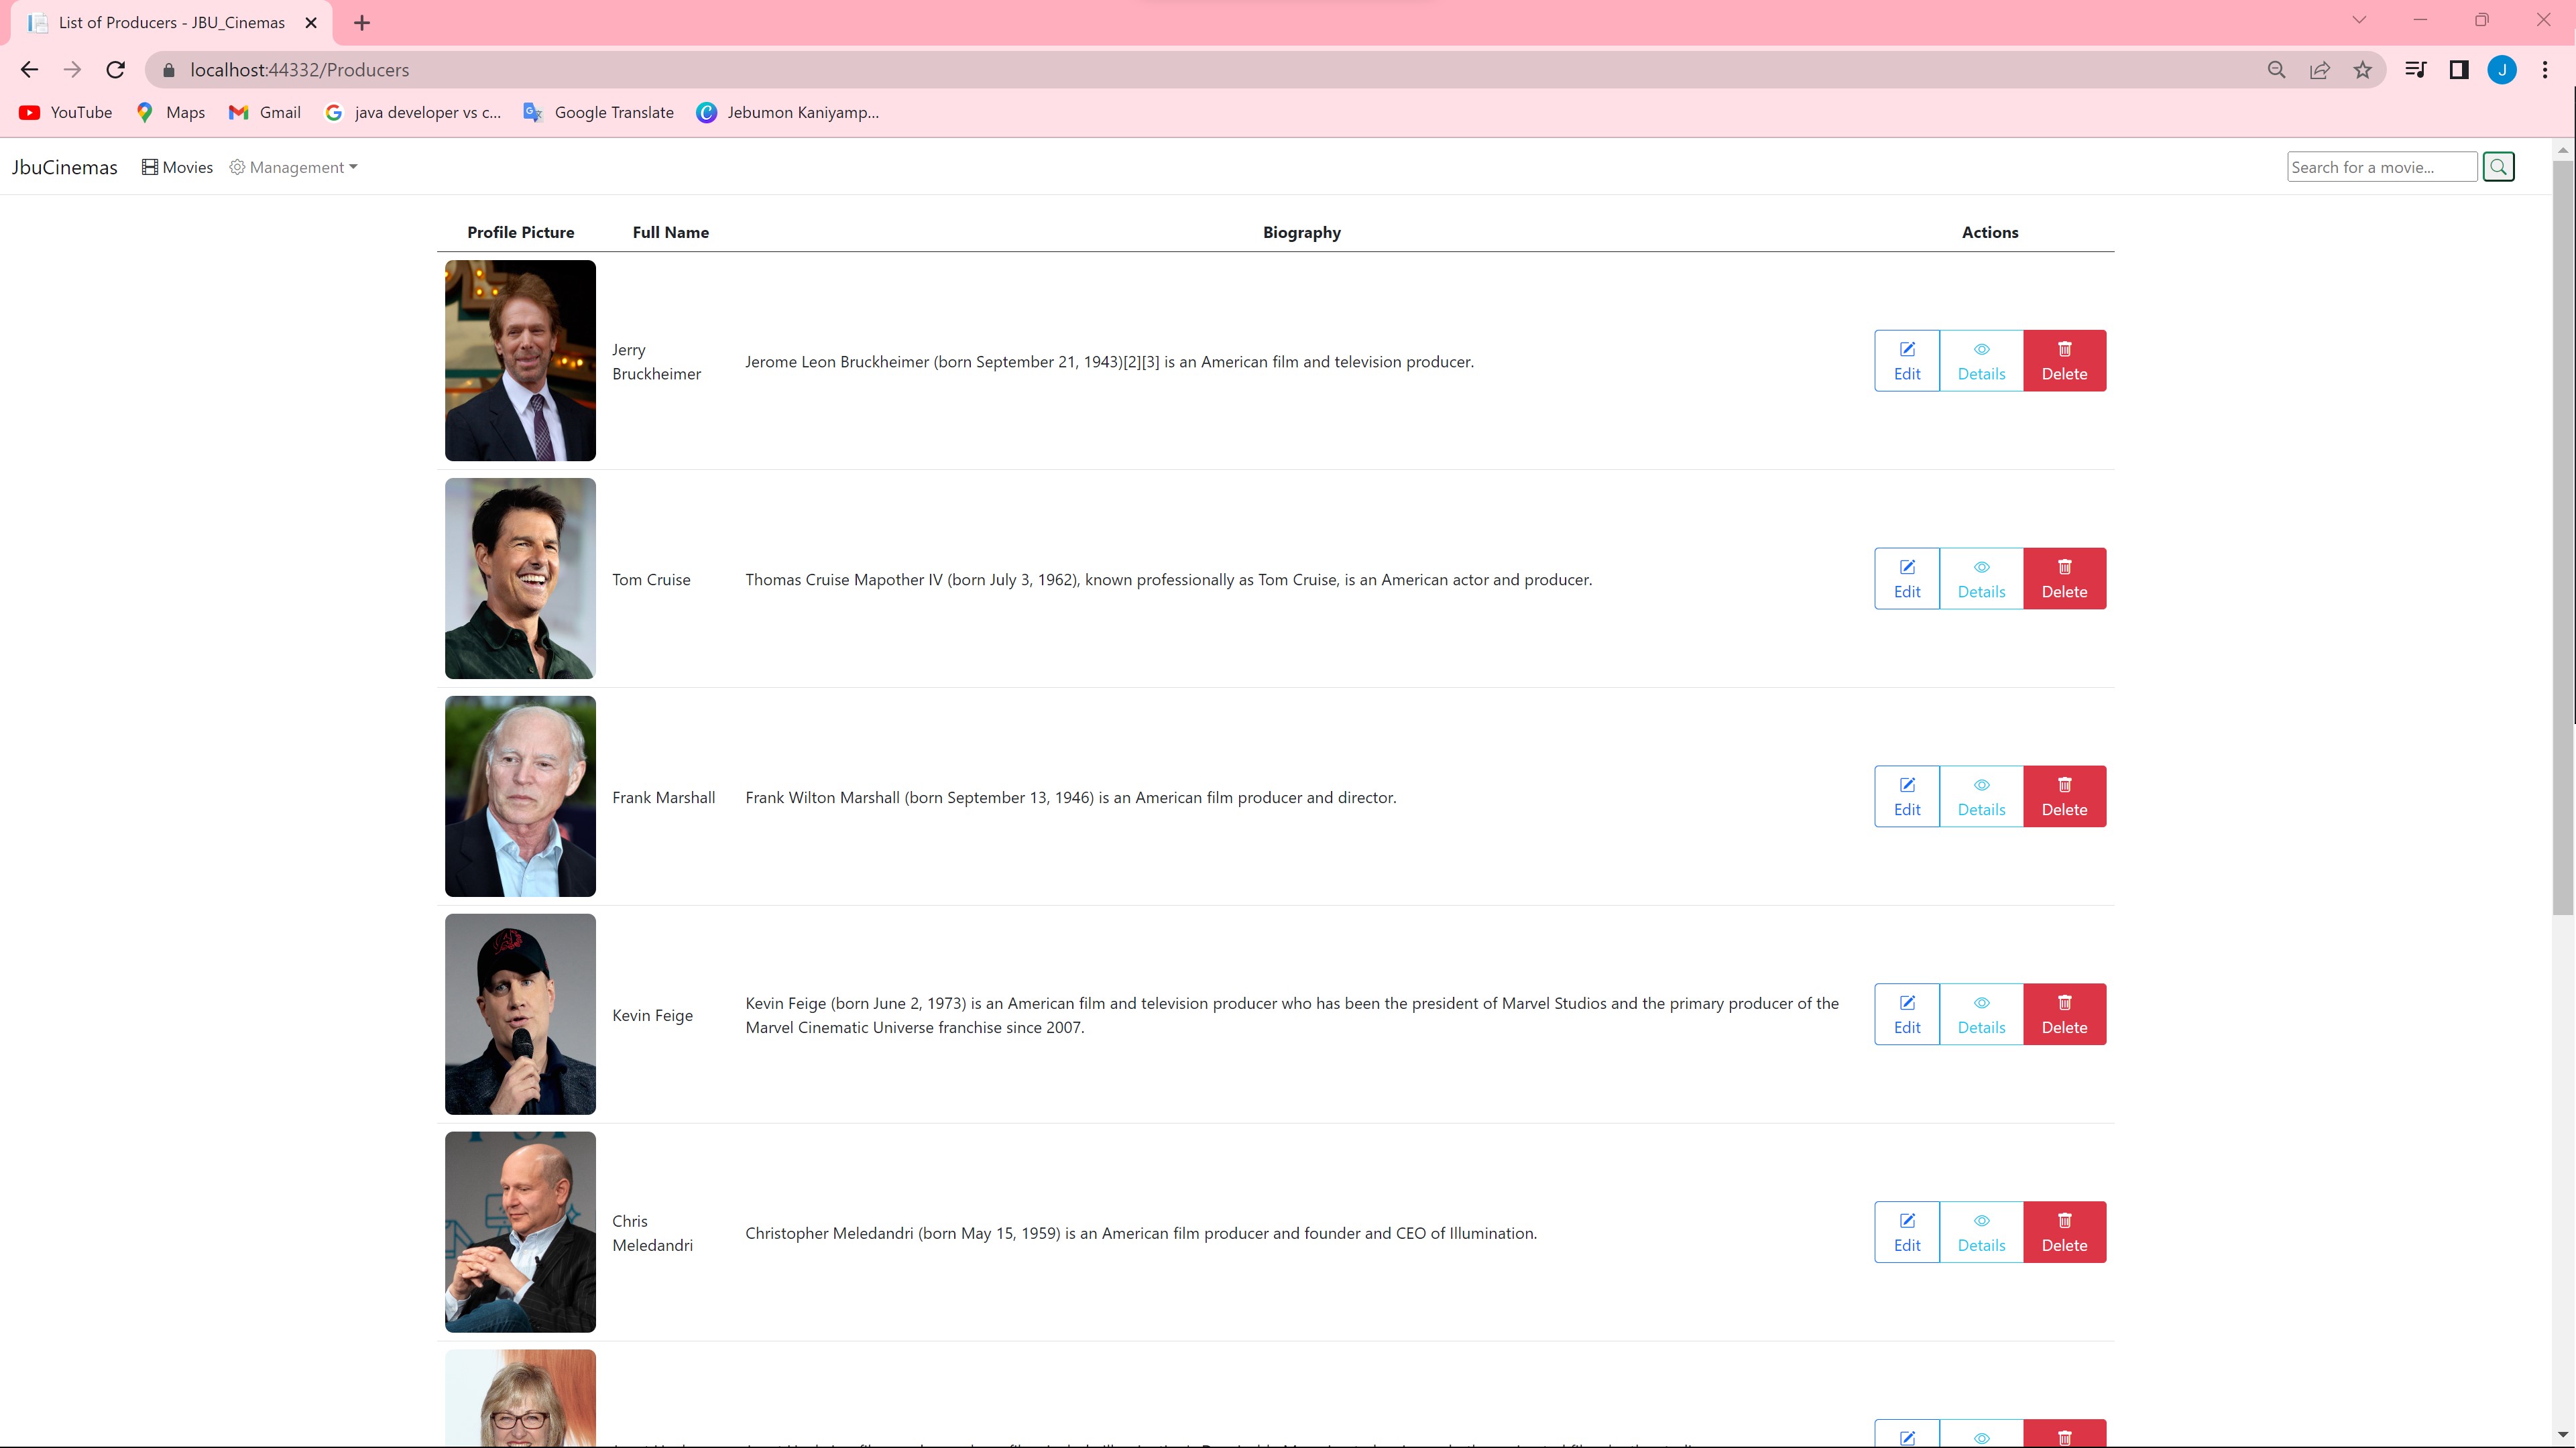 List of Producers - JBU_Cinemas
localhost:44332/Producers
YouTube Maps Gmail java developer vs c... Google Translate Jebumon Kaniyamp...
J
JbuCinemas Movies Management Search for a movie...
Profile Picture Full Name Biography Actions
Jerry
Bruckheimer
Jerome Leon Bruckheimer (born September 21, 1943)[2][3] is an American film and television producer.
Edit Details Delete
Tom Cruise Thomas Cruise Mapother IV (born July 3, 1962), known professionally as Tom Cruise, is an American actor and producer.
Edit Details Delete
Frank Marshall Frank Wilton Marshall (born September 13, 1946) is an American film producer and director.
Edit Details Delete
Kevin Feige
Kevin Feige (born June 2, 1973) is an American film and television producer who has been the president of Marvel Studios and the primary producer of the
Marvel Cinematic Universe franchise since 2007.
Edit Details Delete
Chris
Meledandri
Christopher Meledandri (born May 15, 1959) is an American film producer and founder and CEO of Illumination.
Edit Details Delete